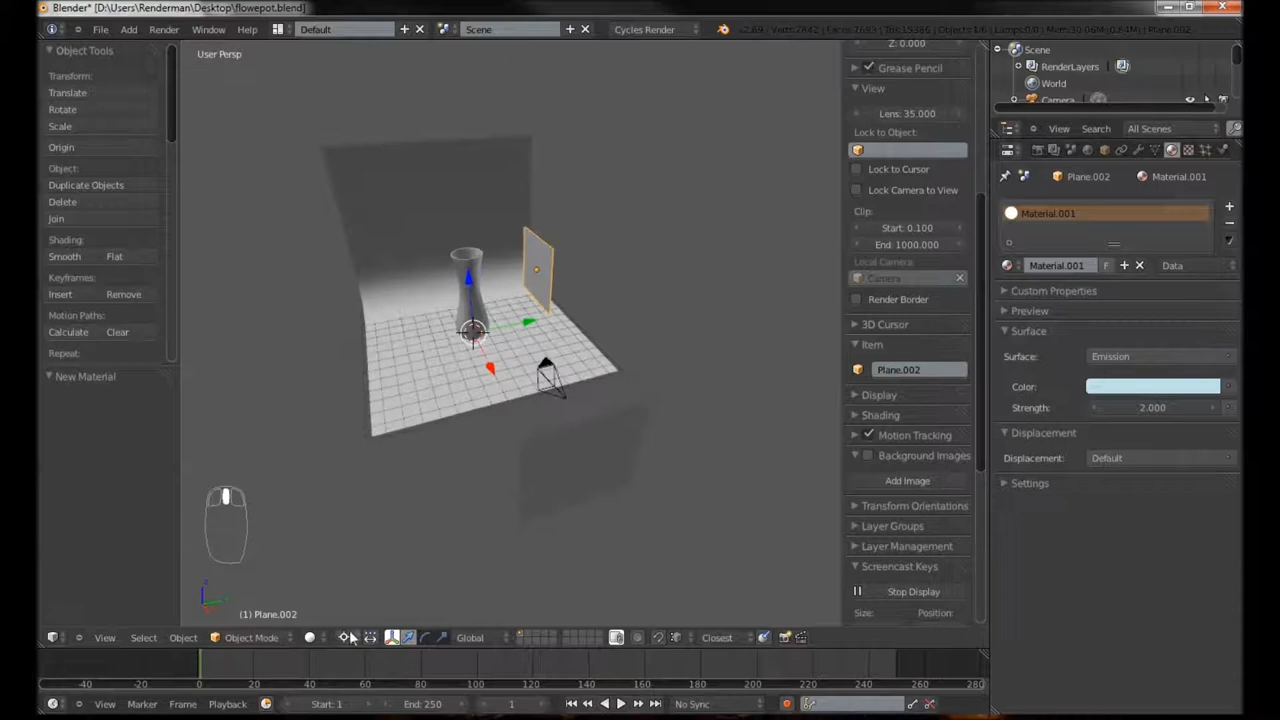 Blender* [D:\Users\Renderman\Desktop\flowepot.blend]
File Add Render Window Help Default Scene Cycles Render
Object Tools
Transform:
Translate
Rotate
Scale
Origin
Object:
Duplicate Objects
Delete
Join
Shading:
Smooth Flat
Keyframes:
Insert Remove
Motion Paths:
Calculate Clear
Repeat:
New Material
User Persp
(1) Plane.002
Z: 0.000
Grease Pencil
View
Lens: 35.000
Lock to Object:
Lock to Cursor
Lock Camera to View
Clip:
Start: 0.100
End: 1000.000
Local Camera:
Camera
Render Border
3D Cursor
Item
Plane.002
Display
Shading
Motion Tracking
Background Images
Add Image
Transform Orientations
Layer Groups
Layer Management
Screencast Keys
Stop Display
Size: Position:
Scene
RenderLayers
World
Camera
View Search All Scenes
Plane.002 Material.001
Material.001
Material.001 F Data
Custom Properties
Preview
Surface
Surface: Emission
Color:
Strength: 2.000
Displacement
Displacement: Default
Settings
View Select Object Object Mode Global Closest
-40 -20 0 20 40 60 80 100 120 140 160 180 200 220 240 260 280
View Marker Frame Playback Start: 1 End: 250 1 No Sync